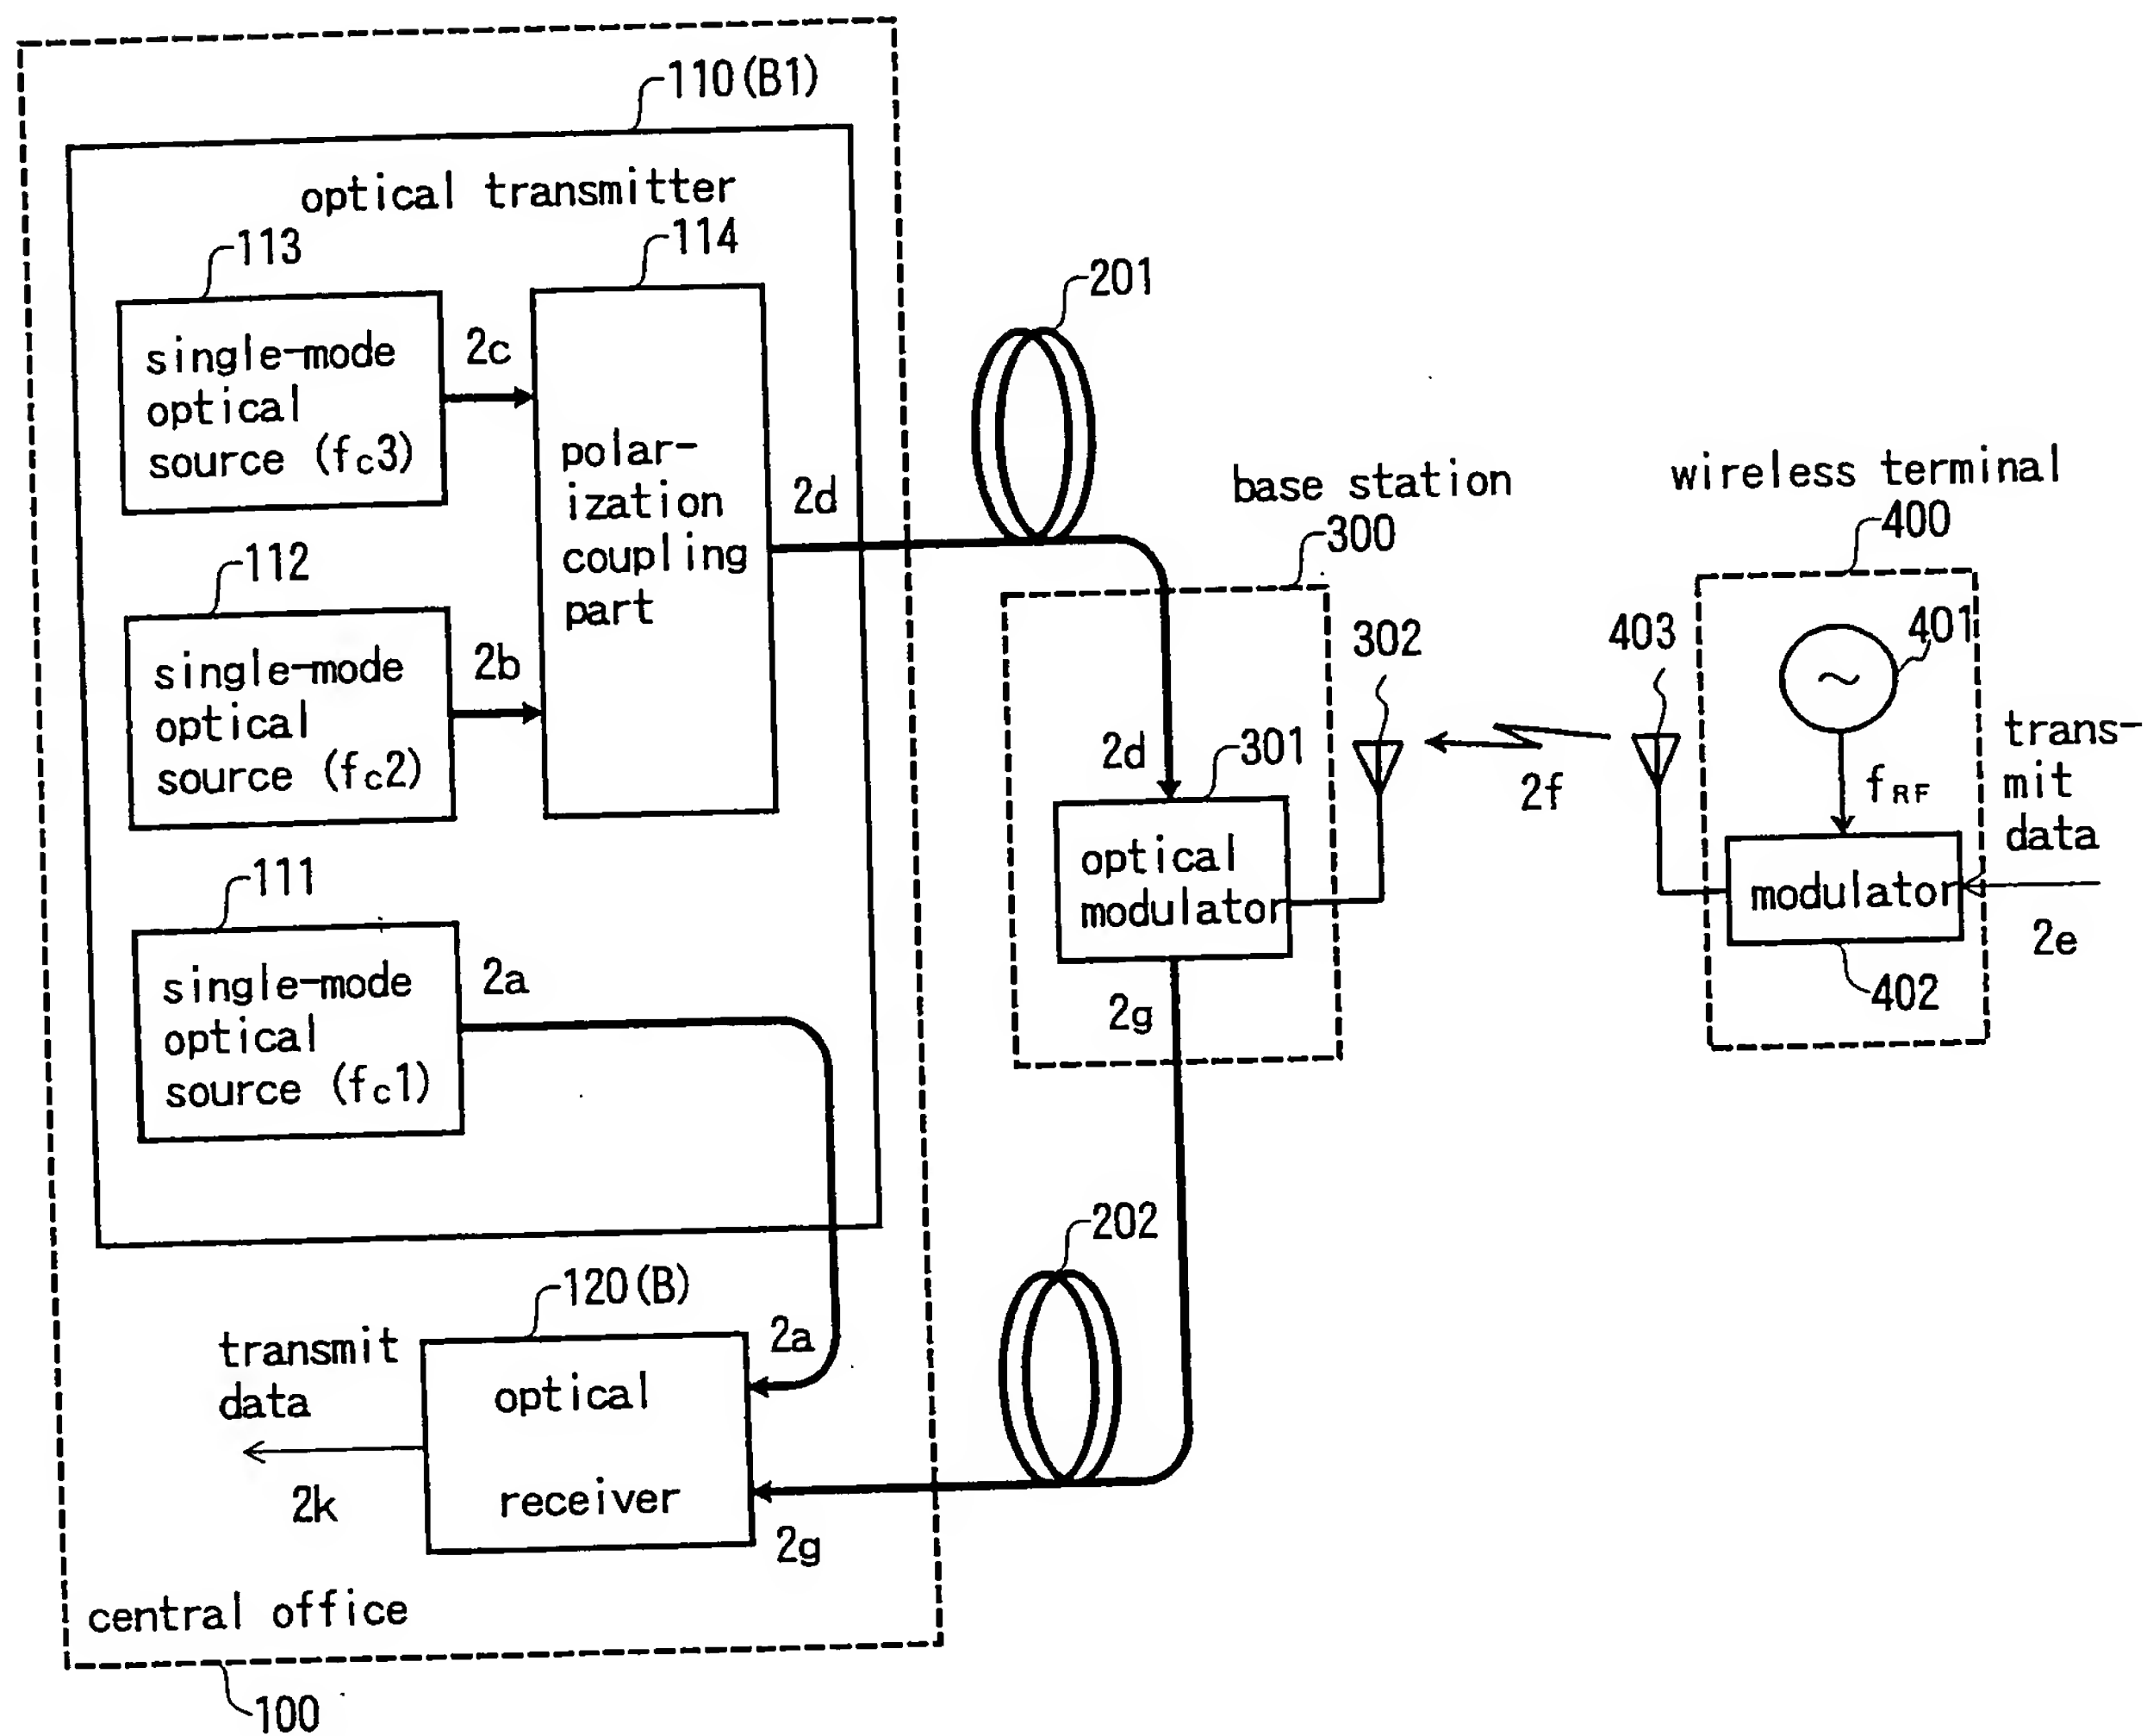 110(B1)
optical transmitter
113
114
single-mode
optical
source (fc3)
2c
polar-
ization
coupling
part
2d
201
112
single-mode
optical
source (fc2)
2b
111
single-mode
optical
source (fc1)
2a
base station
300
2d
301
optical
modulator
302
2g
2f
wireless terminal
400
403
401
fRF
trans-
mit
data
modulator
2e
402
202
120(B)
2a
transmit
data
optical
receiver
2k
2g
central office
100